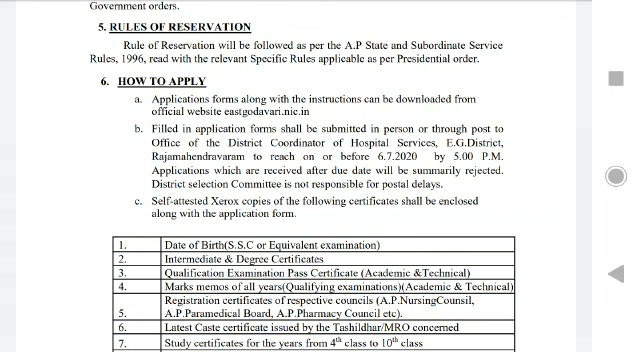 Government orders.
5. RULES OF RESERVATION
Rule of Reservation will be followed as per the A.P State and Subordinate Service
Rules, 1996, read with the relevant Specific Rules applicable as per Presidential order.
6. HOW TO APPLY
a. Applications forms along with the instructions can be downloaded from
official website eastgodavari.nic.in
b. Filled in application forms shall be submitted in person or through post to
Office of the District Coordinator of Hospital Services, E.G.District,
Rajamahendravaram to reach on or before 6.7.2020 by 5.00 P.M.
Applications which are received after due date will be summarily rejected.
District selection Committee is not responsible for postal delays.
c. Self-attested Xerox copies of the following certificates shall be enclosed
along with the application form.
1. Date of Birth(S.S.C or Equivalent examination)
2. Intermediate & Degree Certificates
3. Qualification Examination Pass Certificate (Academic &Technical)
4. Marks memos of all years(Qualifying examinations)(Academic & Technical)
Registration certificates of respective councils (A.P.NursingCounsil,
5. A.P.Paramedical Board, A.P.Pharmacy Council etc).
6. Latest Caste certificate issued by the Tashildhar/MRO concerned
7. Study certificates for the years from 4th class to 10th class